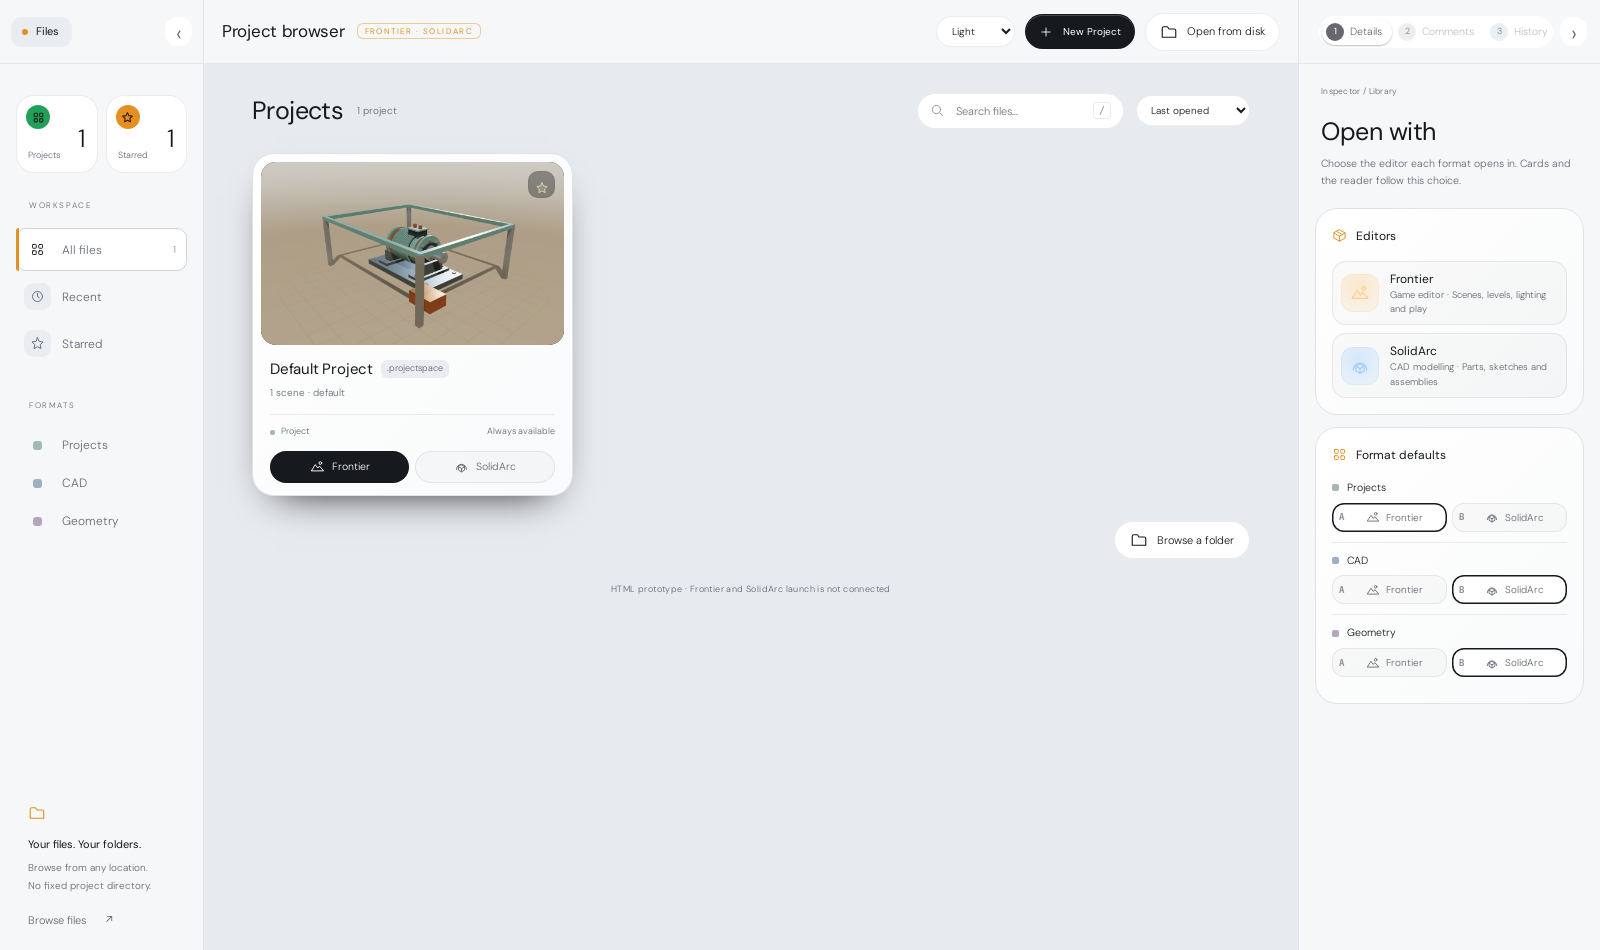 Files
Project browser
FRONTIER · SOLIDARC
Light
New Project
Open from disk
1 Details
2 Comments
3 History
1
Projects
1
Starred
WORKSPACE
All files 1
Recent
Starred
FORMATS
Projects
CAD
Geometry
Your files. Your folders.
Browse from any location.
No fixed project directory.
Browse files ↗
Projects 1 project
Search files... /
Last opened
Default Project .projectspace
1 scene · default
Project Always available
Frontier SolidArc
Browse a folder
HTML prototype · Frontier and SolidArc launch is not connected
Inspector / Library
Open with
Choose the editor each format opens in. Cards and
the reader follow this choice.
Editors
Frontier
Game editor · Scenes, levels, lighting
and play
SolidArc
CAD modelling · Parts, sketches and
assemblies
Format defaults
Projects
A Frontier B SolidArc
CAD
A Frontier B SolidArc
Geometry
A Frontier B SolidArc